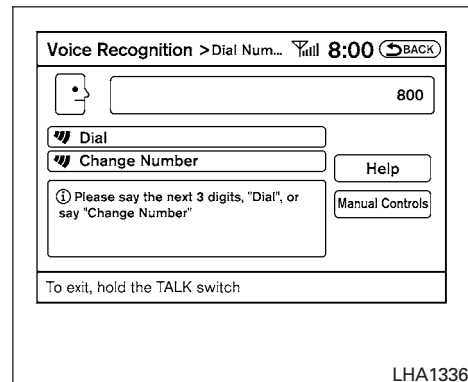 Voice Recognition >Dial Num... 8:00 BACK
800
Dial
Change Number
Help
Please say the next 3 digits, "Dial", or
say "Change Number"
Manual Controls
To exit, hold the TALK switch
LHA1336